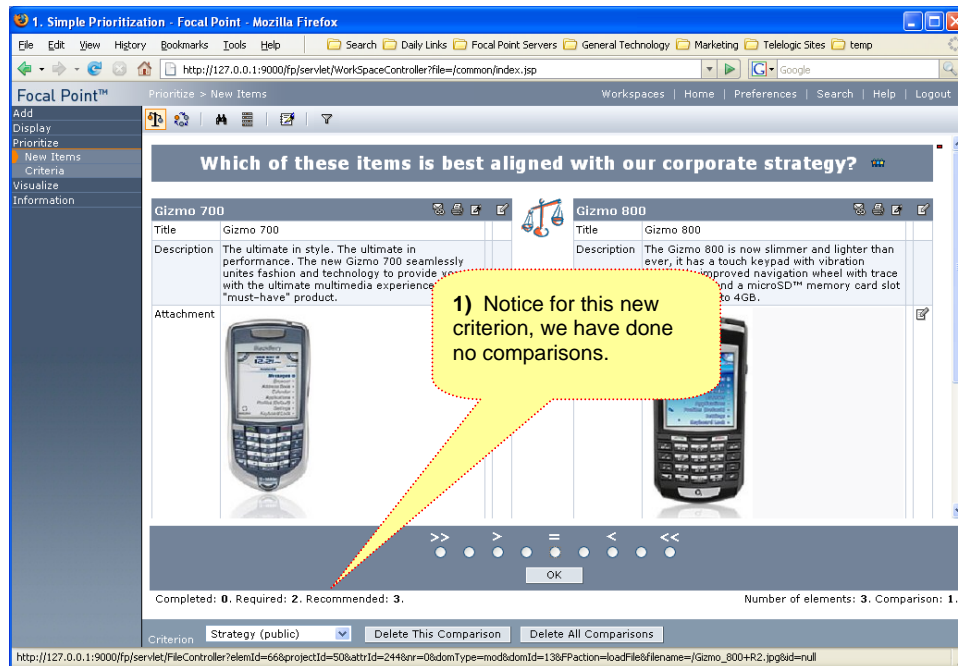 1. Simple Prioritization - Focal Point - Mozilla Firefox
File Edit View History Bookmarks Tools Help Search Daily Links Focal Point Servers General Technology Marketing Telelogic Sites temp
http://127.0.0.1:9000/fp/servlet/WorkSpaceController?file=/common/index.jsp
Google
Focal Point™
Prioritize > New Items
Workspaces | Home | Preferences | Search | Help | Logout
Add
Display
Prioritize
New Items
Criteria
Visualize
Information
Which of these items is best aligned with our corporate strategy?
Gizmo 700
Title Gizmo 700
Description The ultimate in style. The ultimate in
performance. The new Gizmo 700 seamlessly
unites fashion and technology to provide
with the ultimate multimedia experience
"must-have" product.
Attachment
Gizmo 800
Title Gizmo 800
Description The Gizmo 800 is now slimmer and lighter than
ever, it has a touch keypad with vibration
improved navigation wheel with trace
nd a microSD™ memory card slot
to 4GB.
1) Notice for this new
criterion, we have done
no comparisons.
>> > = < <<
OK
Completed: 0. Required: 2. Recommended: 3.
Number of elements: 3. Comparison: 1.
Criterion Strategy (public) Delete This Comparison Delete All Comparisons
http://127.0.0.1:9000/fp/servlet/FileController?elemId=66&projectId=50&attrId=244&nr=0&domType=mod&domId=13&FPaction=loadFile&filename=/Gizmo_800+R2.jpg&id=null